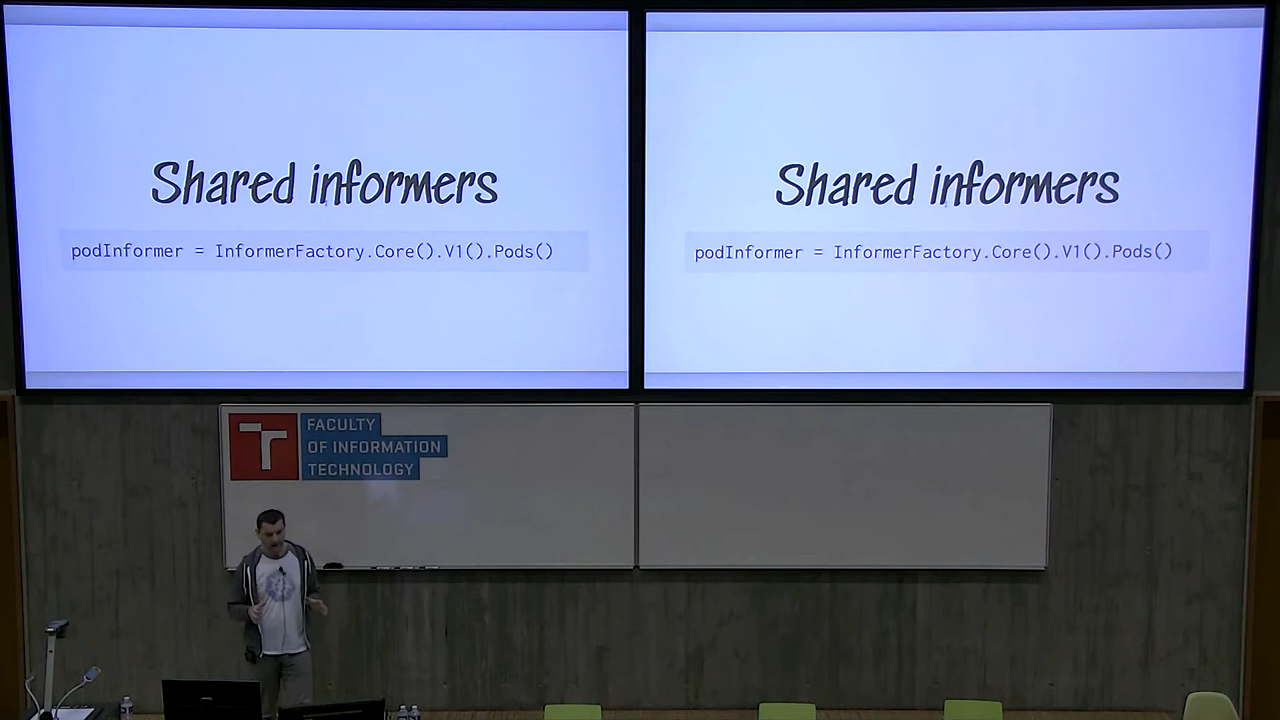 Shared informers
podInformer = InformerFactory.Core().V1().Pods()
Shared informers
podInformer = InformerFactory.Core().V1().Pods()
FACULTY
OF INFORMATION
TECHNOLOGY